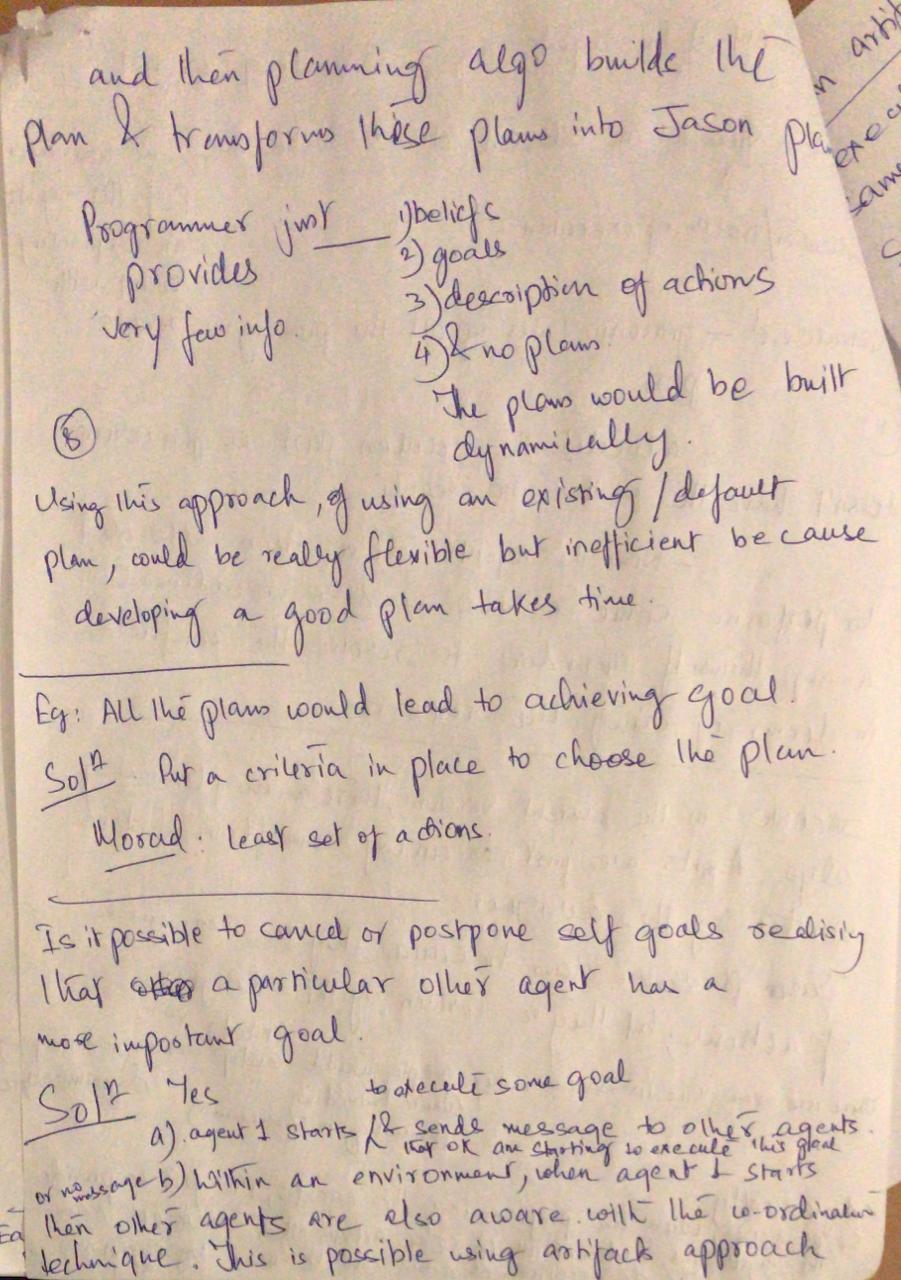 and then planning algo builds the
plan & transforms these plans into Jason pla
Programmer just — 1) beliefs
provides 2) goals
very few info. 3) description of actions
4) & no plans
The plans would be built
dynamically.
8
Using this approach, of using an existing / default
plan, could be really flexible but inefficient because
developing a good plan takes time.
Eg: All the plans would lead to achieving goal.
Solⁿ Put a criteria in place to choose the plan.
Morad: least set of actions.
Is it possible to cancel or postpone self goals realising
that a particular other agent has a
more important goal.
Solⁿ Yes
to execute some goal
a). agent 1 starts / & sends message to other agents.
that ok am starting to execute this goal
or no message b) Within an environment, when agent 1 starts
then other agents are also aware with the co-ordination
technique. This is possible using artifacts approach
n artif
exec
same